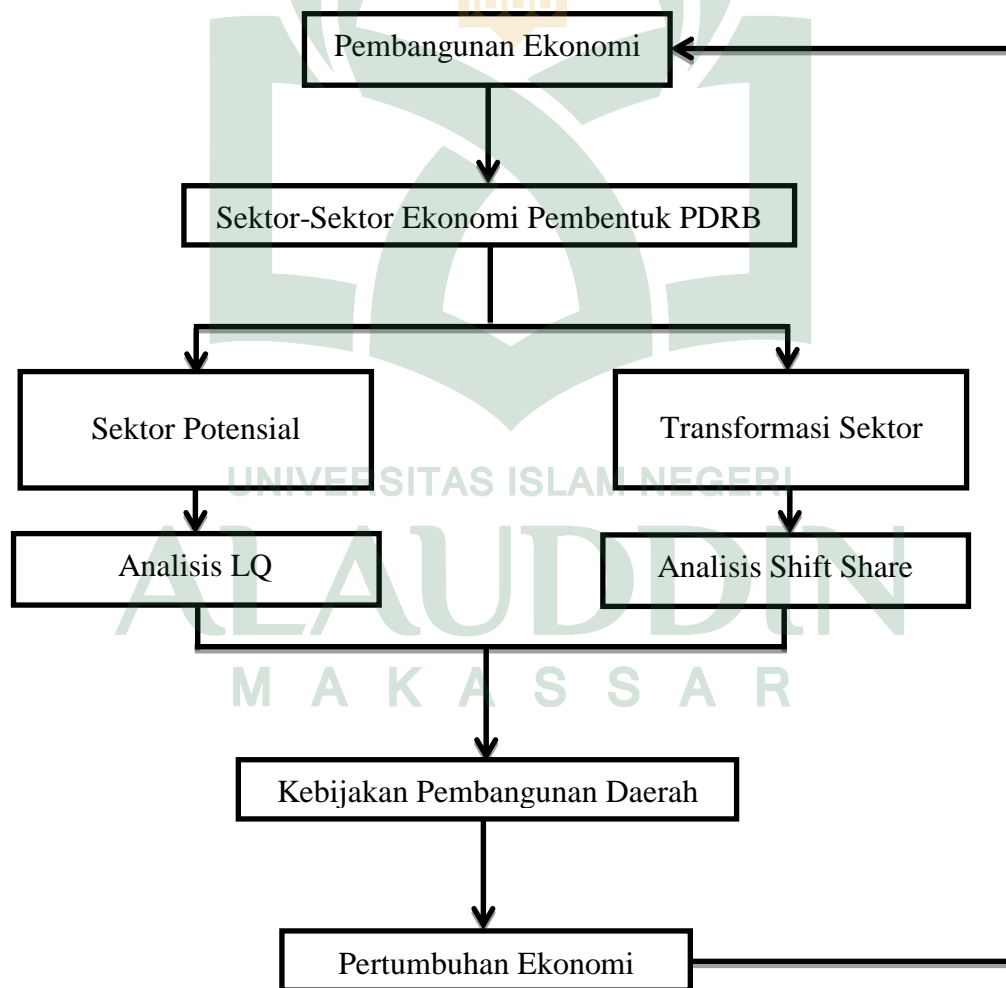 Pembangunan Ekonomi
Sektor-Sektor Ekonomi Pembentuk PDRB
Sektor Potensial
Transformasi Sektor
UNIVERSITAS ISLAM NEGERI
Analisis LQ
Analisis Shift Share
ALAUDDIN
MAKASSAR
Kebijakan Pembangunan Daerah
Pertumbuhan Ekonomi